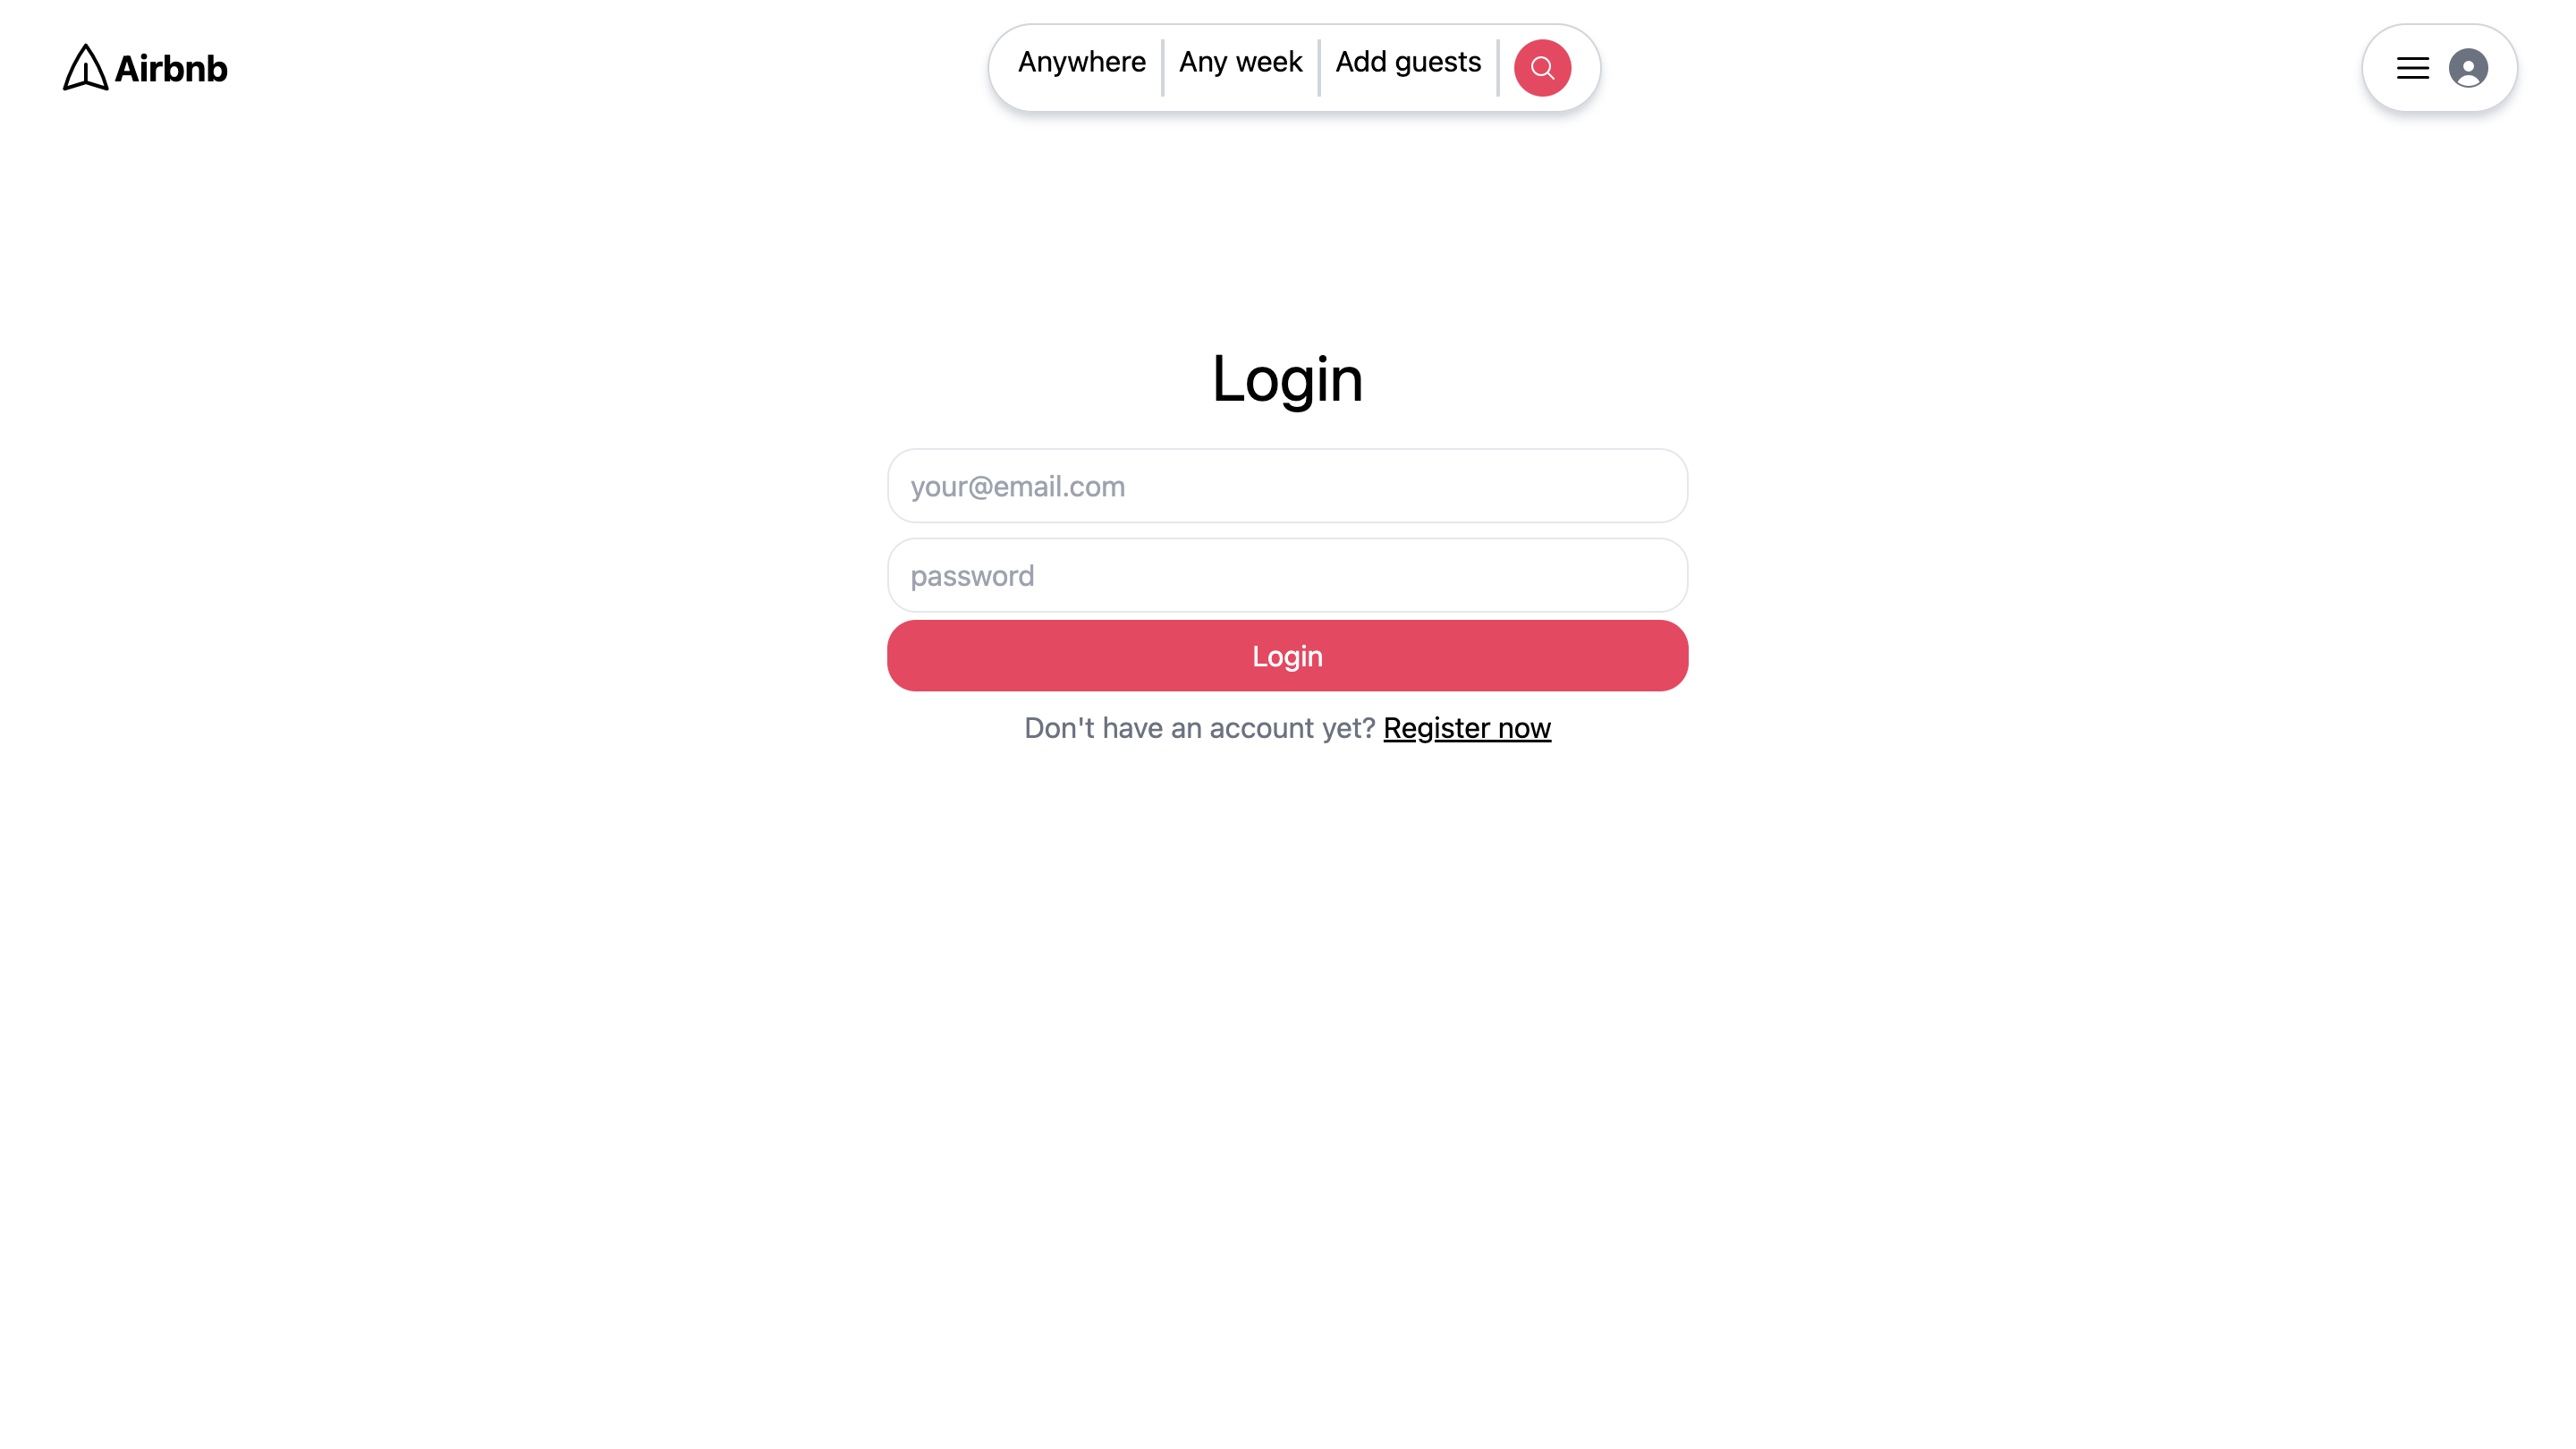 Airbnb
Anywhere
Any week
Add guests
Login
your@email.com
password
Login
Don't have an account yet? Register now